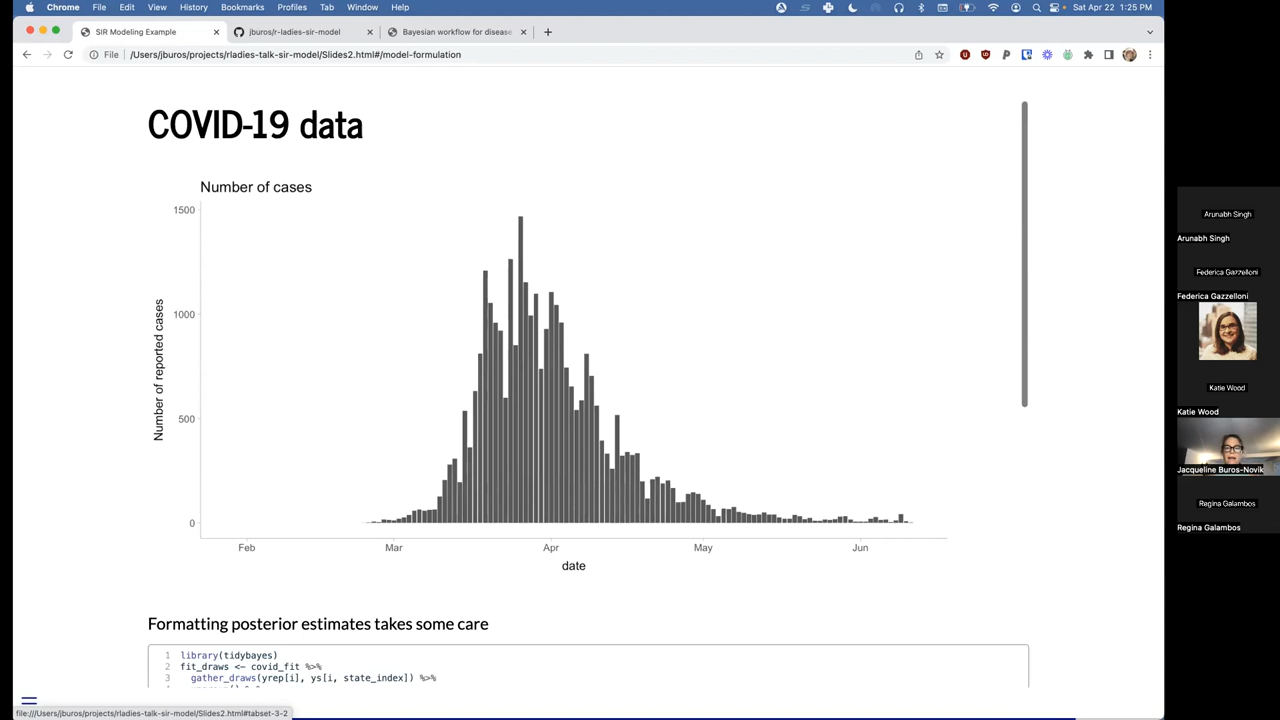 Chrome File Edit View History Bookmarks Profiles Tab Window Help
Sat Apr 22 1:25 PM
SIR Modeling Example
jburos/r-ladies-sir-model
Bayesian workflow for disease
File /Users/jburos/projects/rladies-talk-sir-model/Slides2.html#/model-formulation
COVID-19 data
Number of cases
1500
1000
500
0
Number of reported cases
Feb Mar Apr May Jun
date
Formatting posterior estimates takes some care
1 library(tidybayes)
2 fit_draws <- covid_fit %>%
3 gather_draws(yrep[i], ys[i, state_index]) %>%
file:///Users/jburos/projects/rladies-talk-sir-model/Slides2.html#tabset-3-2
Arunabh Singh
Arunabh Singh
Federica Gazzelloni
Federica Gazzelloni
Katie Wood
Katie Wood
Jacqueline Buros-Novik
Regina Galambos
Regina Galambos